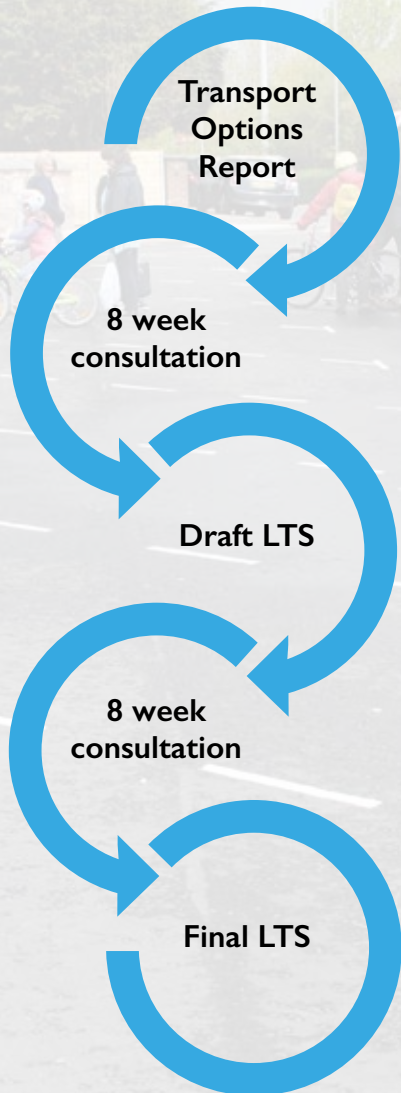 Transport
Options
Report
8 week
consultation
Draft LTS
8 week
consultation
Final LTS